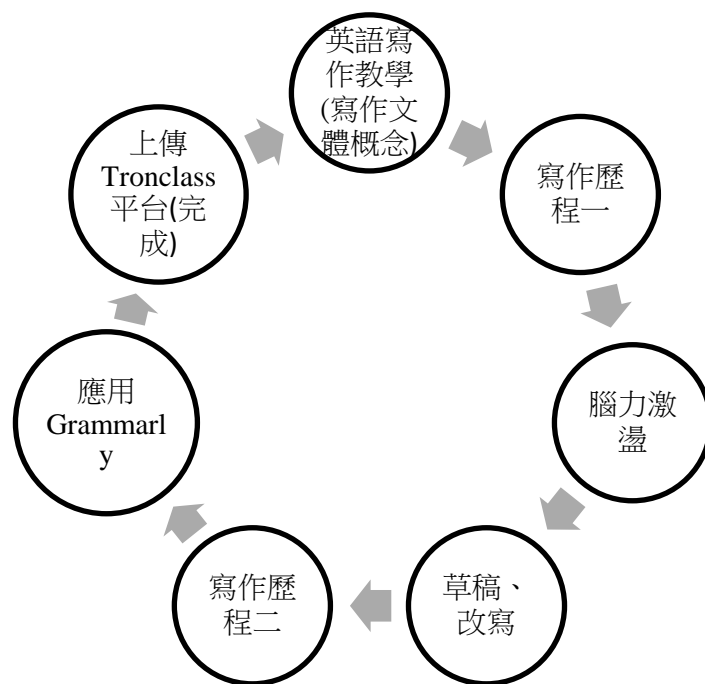 英語寫
作教學
(寫作文
體概念)
寫作歷
程一
腦力激
盪
草稿、
改寫
寫作歷
程二
應用
Grammarl
y
上傳
Tronclass
平台(完
成)